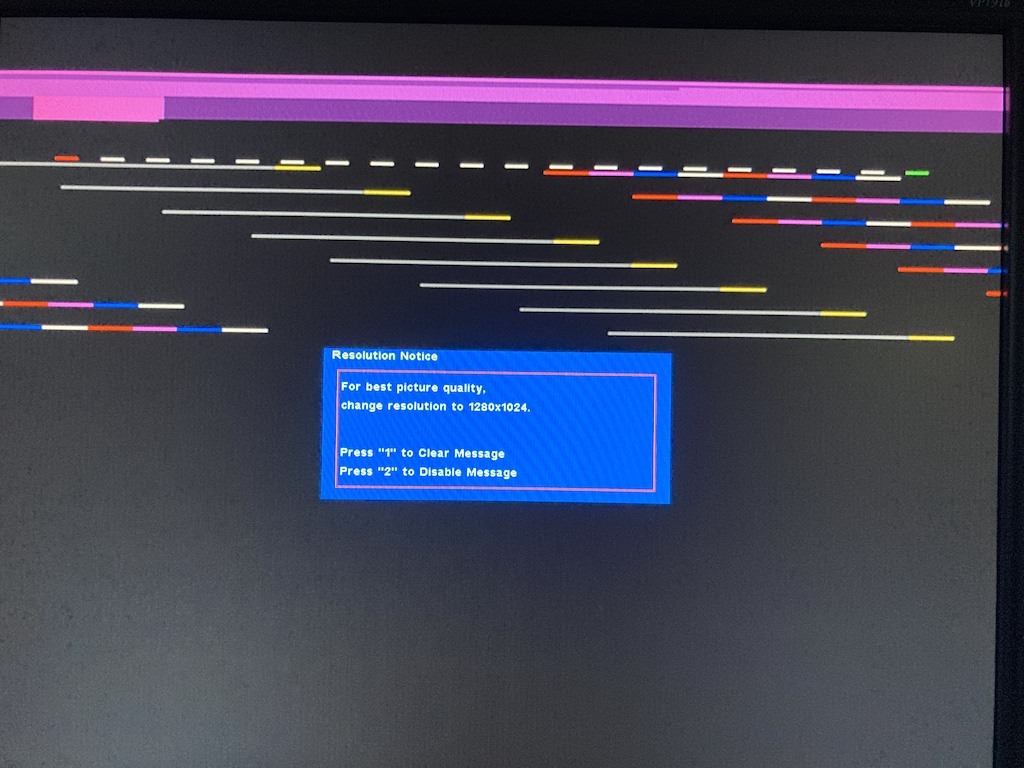 VP191b
Resolution Notice
For best picture quality,
change resolution to 1280x1024.
Press "1" to Clear Message
Press "2" to Disable Message